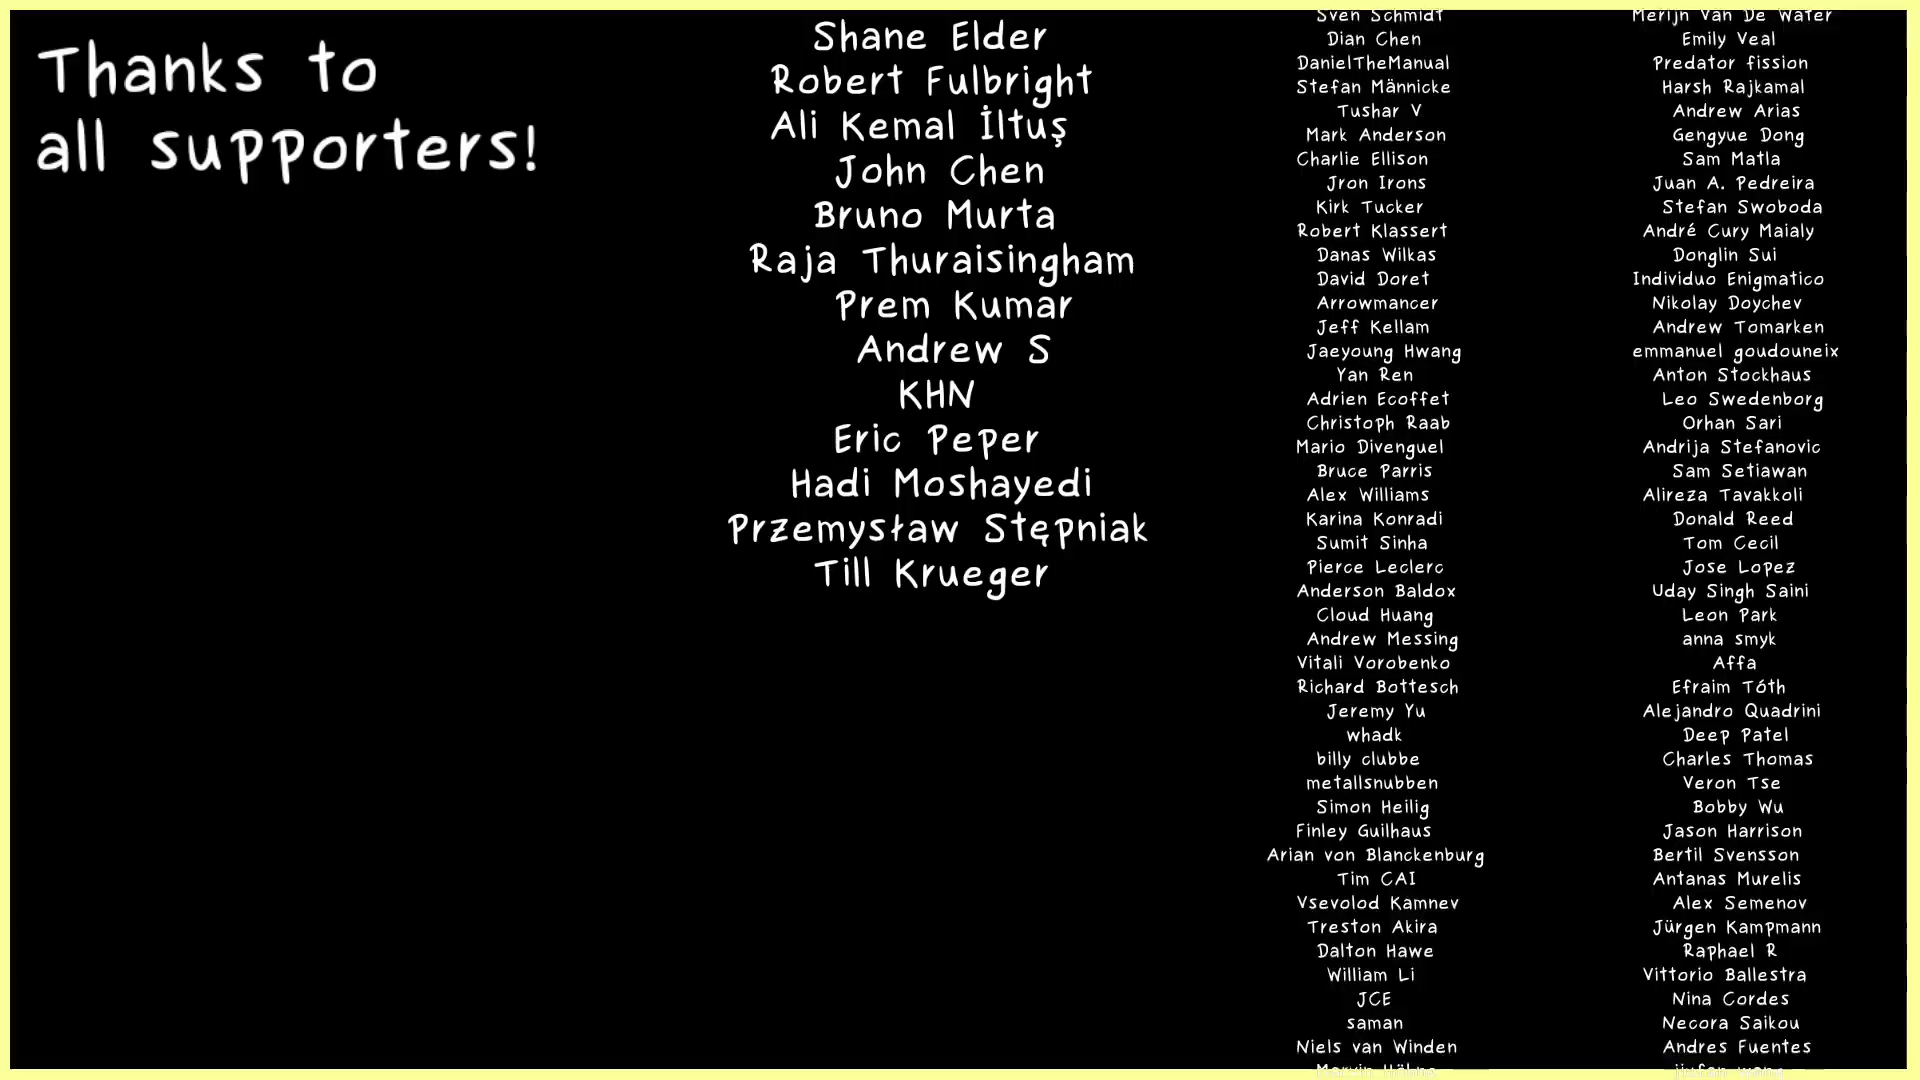 Thanks to
all supporters!
Shane Elder
Robert Fulbright
Ali Kemal İltuş
John Chen
Bruno Murta
Raja Thuraisingham
Prem Kumar
Andrew S
KHN
Eric Peper
Hadi Moshayedi
Przemysław Stępniak
Till Krueger
Sven Schmidt
Dian Chen
DanielTheManual
Stefan Männicke
Tushar V
Mark Anderson
Charlie Ellison
Jron Irons
Kirk Tucker
Robert Klassert
Danas Wilkas
David Doret
Arrowmancer
Jeff Kellam
Jaeyoung Hwang
Yan Ren
Adrien Ecoffet
Christoph Raab
Mario Divenguel
Bruce Parris
Alex Williams
Karina Konradi
Sumit Sinha
Pierce Leclerc
Anderson Baldox
Cloud Huang
Andrew Messing
Vitali Vorobenko
Richard Bottesch
Jeremy Yu
whadk
billy clubbe
metallsnubben
Simon Heilig
Finley Guilhaus
Arian von Blanckenburg
Tim CAI
Vsevolod Kamnev
Treston Akira
Dalton Hawe
William Li
JCE
saman
Niels van Winden
Merijn Van De Water
Emily Veal
Predator fission
Harsh Rajkamal
Andrew Arias
Gengyue Dong
Sam Matla
Juan A. Pedreira
Stefan Swoboda
André Cury Maialy
Donglin Sui
Individuo Enigmatico
Nikolay Doychev
Andrew Tomarken
emmanuel goudouneix
Anton Stockhaus
Leo Swedenborg
Orhan Sari
Andrija Stefanovic
Sam Setiawan
Alireza Tavakkoli
Donald Reed
Tom Cecil
Jose Lopez
Uday Singh Saini
Leon Park
anna smyk
Affa
Efraim Tóth
Alejandro Quadrini
Deep Patel
Charles Thomas
Veron Tse
Bobby Wu
Jason Harrison
Bertil Svensson
Antanas Murelis
Alex Semenov
Jürgen Kampmann
Raphael R
Vittorio Ballestra
Nina Cordes
Necora Saikou
Andres Fuentes